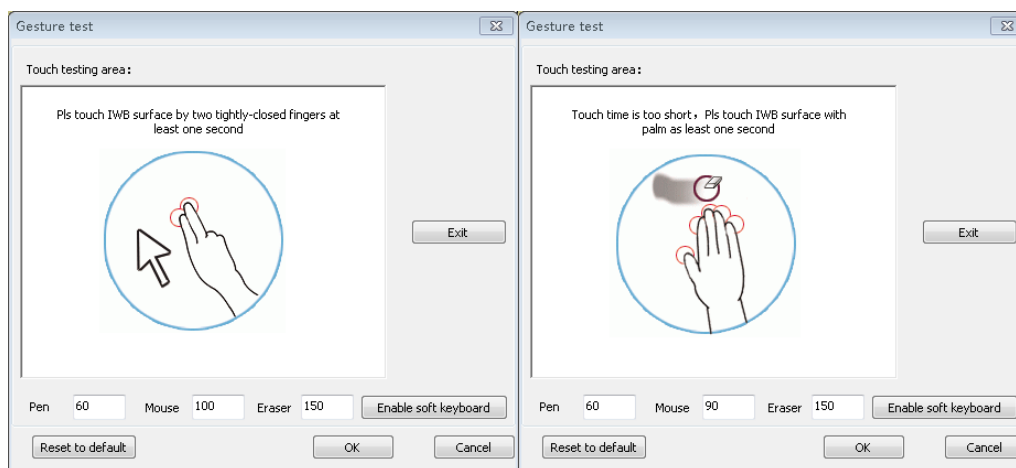 Gesture test
Touch testing area:
Pls touch IWB surface by two tightly-closed fingers at
least one second
Exit
Pen 60 Mouse 100 Eraser 150 Enable soft keyboard
Reset to default OK Cancel
Gesture test
Touch testing area:
Touch time is too short，Pls touch IWB surface with
palm as least one second
Exit
Pen 60 Mouse 90 Eraser 150 Enable soft keyboard
Reset to default OK Cancel